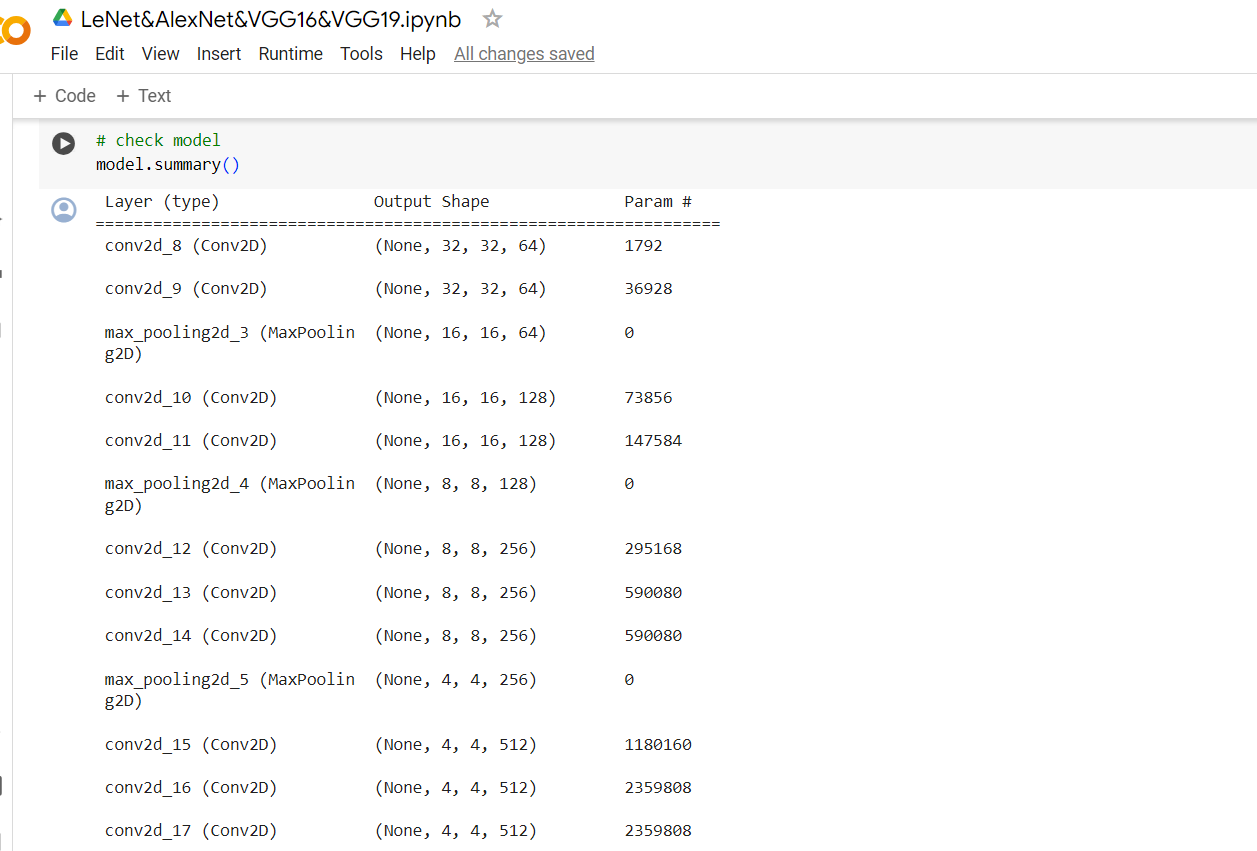 LeNet&AlexNet&VGG16&VGG19.ipynb
File Edit View Insert Runtime Tools Help All changes saved
+ Code + Text
# check model
model.summary()
Layer (type) Output Shape Param #
=================================================================
conv2d_8 (Conv2D) (None, 32, 32, 64) 1792
conv2d_9 (Conv2D) (None, 32, 32, 64) 36928
max_pooling2d_3 (MaxPoolin (None, 16, 16, 64) 0
g2D)
conv2d_10 (Conv2D) (None, 16, 16, 128) 73856
conv2d_11 (Conv2D) (None, 16, 16, 128) 147584
max_pooling2d_4 (MaxPoolin (None, 8, 8, 128) 0
g2D)
conv2d_12 (Conv2D) (None, 8, 8, 256) 295168
conv2d_13 (Conv2D) (None, 8, 8, 256) 590080
conv2d_14 (Conv2D) (None, 8, 8, 256) 590080
max_pooling2d_5 (MaxPoolin (None, 4, 4, 256) 0
g2D)
conv2d_15 (Conv2D) (None, 4, 4, 512) 1180160
conv2d_16 (Conv2D) (None, 4, 4, 512) 2359808
conv2d_17 (Conv2D) (None, 4, 4, 512) 2359808